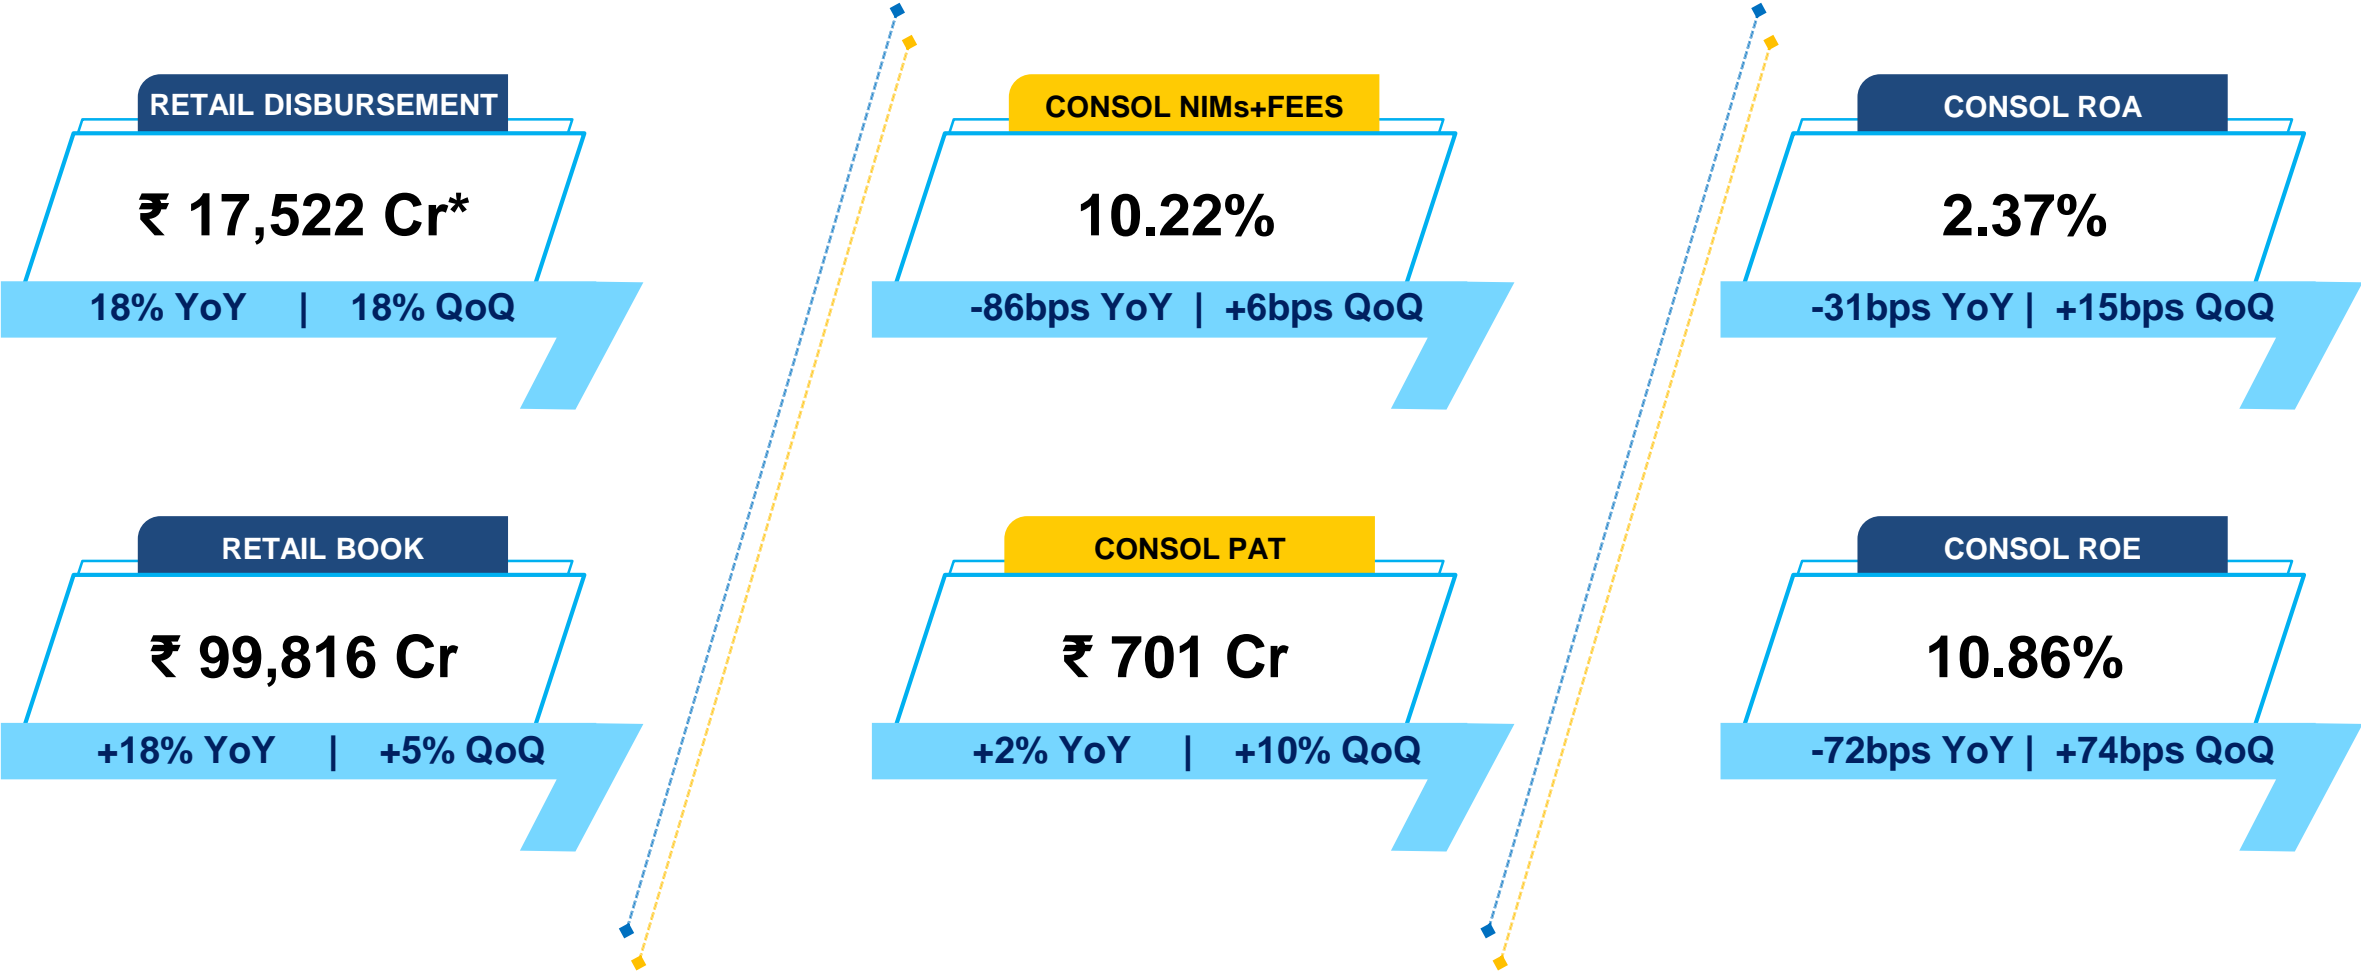 RETAIL DISBURSEMENT
₹ 17,522 Cr*
18% YoY | 18% QoQ
CONSOL NIMs+FEES
10.22%
-86bps YoY | +6bps QoQ
CONSOL ROA
2.37%
-31bps YoY | +15bps QoQ
RETAIL BOOK
₹ 99,816 Cr
+18% YoY | +5% QoQ
CONSOL PAT
₹ 701 Cr
+2% YoY | +10% QoQ
CONSOL ROE
10.86%
-72bps YoY | +74bps QoQ